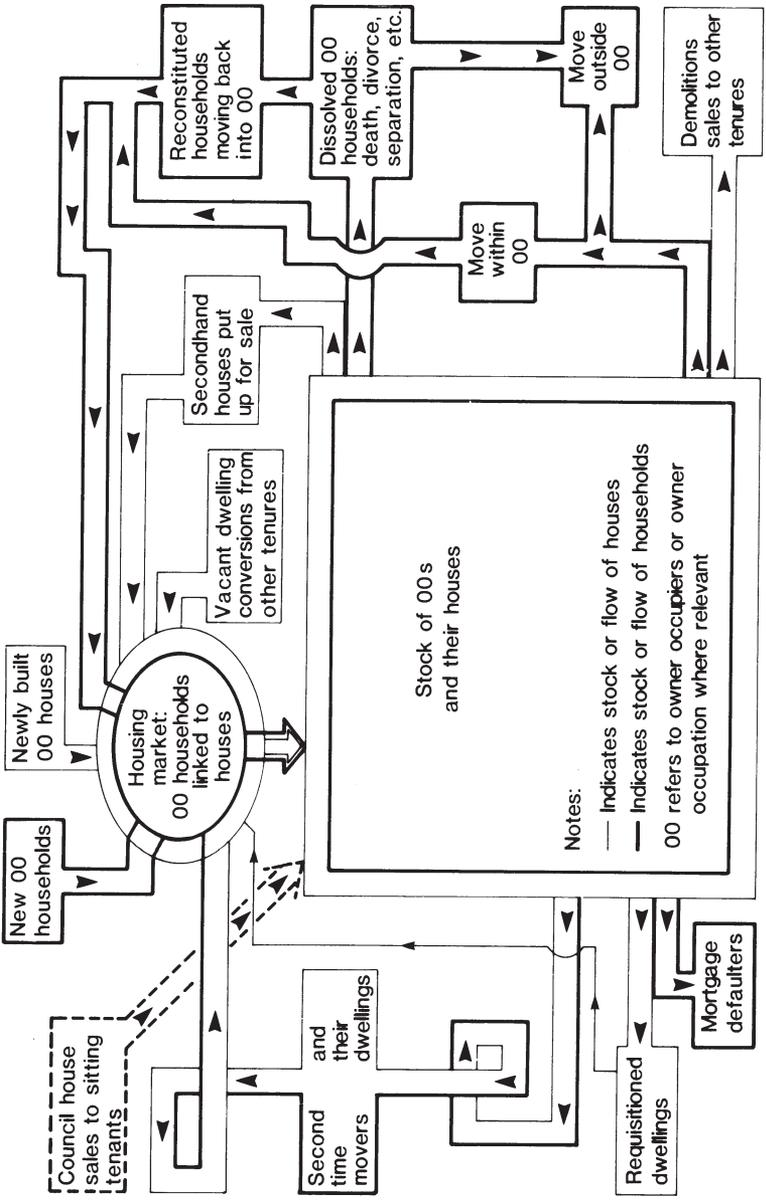 Council house
sales to sitting
tenants
New OO
households
Newly built
OO houses
Housing
market:
OO households
linked to
houses
Vacant dwelling
conversions from
other tenures
Secondhand
houses put
up for sale
Reconstituted
households
moving back
into OO
Dissolved OO
households:
death, divorce,
separation, etc.
Move
within
OO
Move
outside
OO
Demolitions
sales to other
tenures
Second
time
movers
and
their
dwellings
Requisitioned
dwellings
Mortgage
defaulters
Stock of OOs
and their houses
Notes:
Indicates stock or flow of houses
Indicates stock or flow of households
OO refers to owner occupiers or owner
occupation where relevant